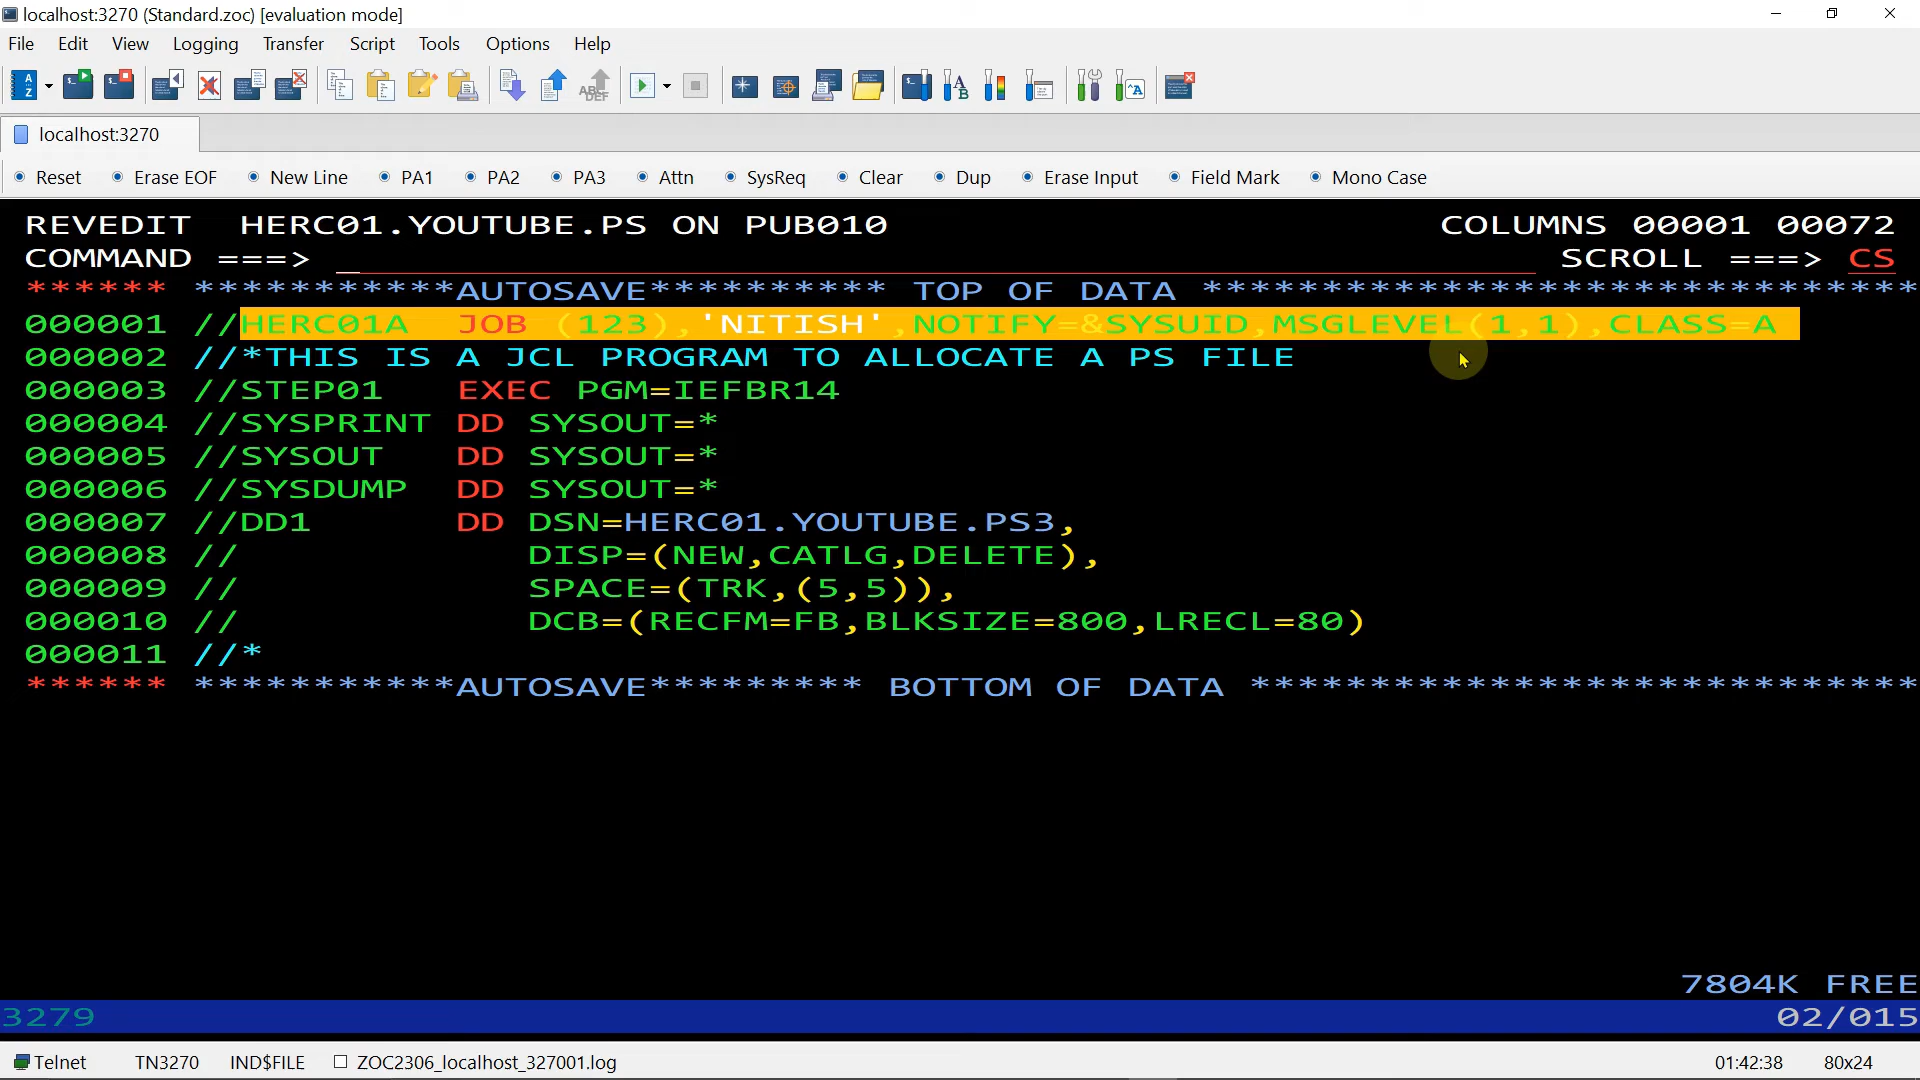 localhost:3270 (Standard.zoc) [evaluation mode]
File Edit View Logging Transfer Script Tools Options Help
localhost:3270
Reset Erase EOF New Line PA1 PA2 PA3 Attn SysReq Clear Dup Erase Input Field Mark Mono Case
REVEDIT HERC01.YOUTUBE.PS ON PUB010 COLUMNS 00001 00072
COMMAND ===> SCROLL ===> CS
****** ***********AUTOSAVE********** TOP OF DATA ******************************
000001 //HERC01A  JOB (123),'NITISH',NOTIFY=&SYSUID,MSGLEVEL(1,1),CLASS=A
000002 //*THIS IS A JCL PROGRAM TO ALLOCATE A PS FILE
000003 //STEP01   EXEC PGM=IEFBR14
000004 //SYSPRINT DD SYSOUT=*
000005 //SYSOUT   DD SYSOUT=*
000006 //SYSDUMP  DD SYSOUT=*
000007 //DD1      DD DSN=HERC01.YOUTUBE.PS3,
000008 //            DISP=(NEW,CATLG,DELETE),
000009 //            SPACE=(TRK,(5,5)),
000010 //            DCB=(RECFM=FB,BLKSIZE=800,LRECL=80)
000011 //*
****** ***********AUTOSAVE********* BOTTOM OF DATA ****************************
7804K FREE
3279 02/015
Telnet TN3270 IND$FILE ZOC2306_localhost_327001.log 01:42:38 80x24